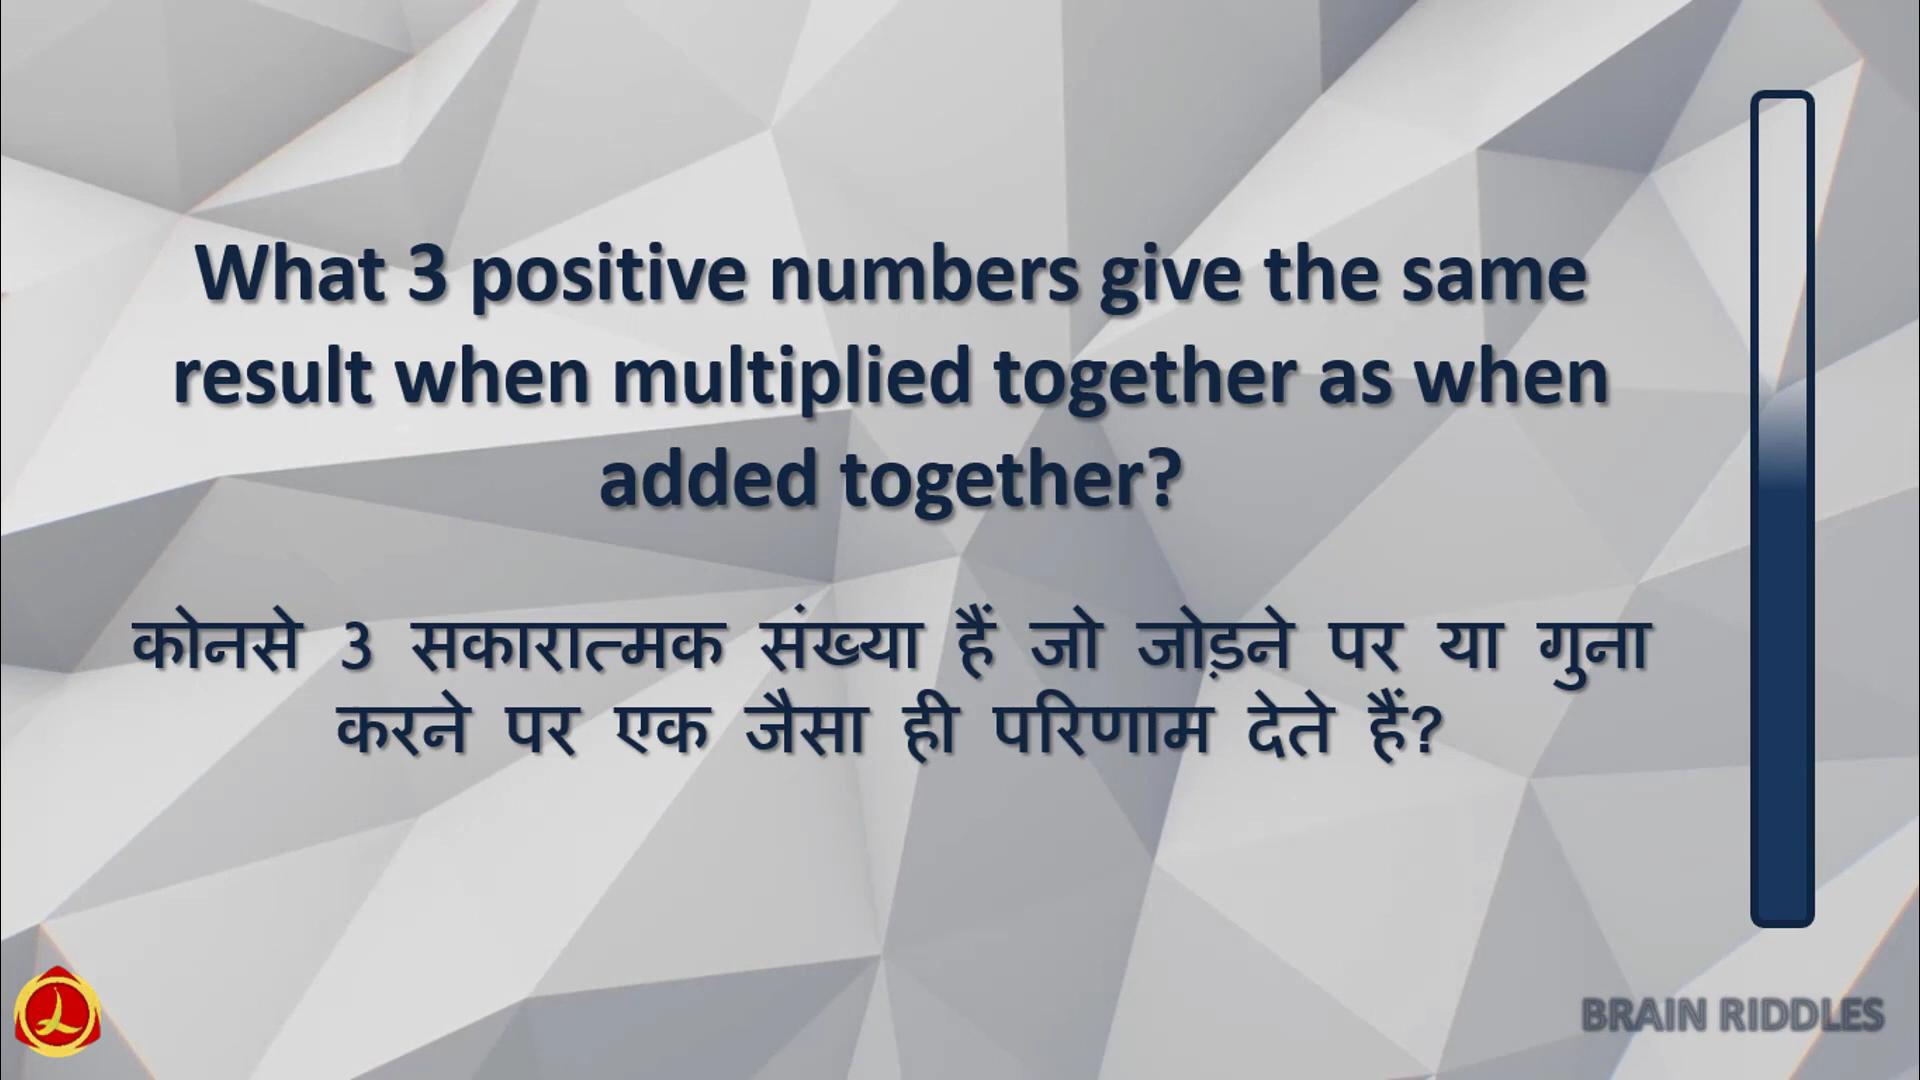 What 3 positive numbers give the same
result when multiplied together as when
added together?
कोनसे 3 सकारात्मक संख्या हैं जो जोड़ने पर या गुना
करने पर एक जैसा ही परिणाम देते हैं?
BRAIN RIDDLES